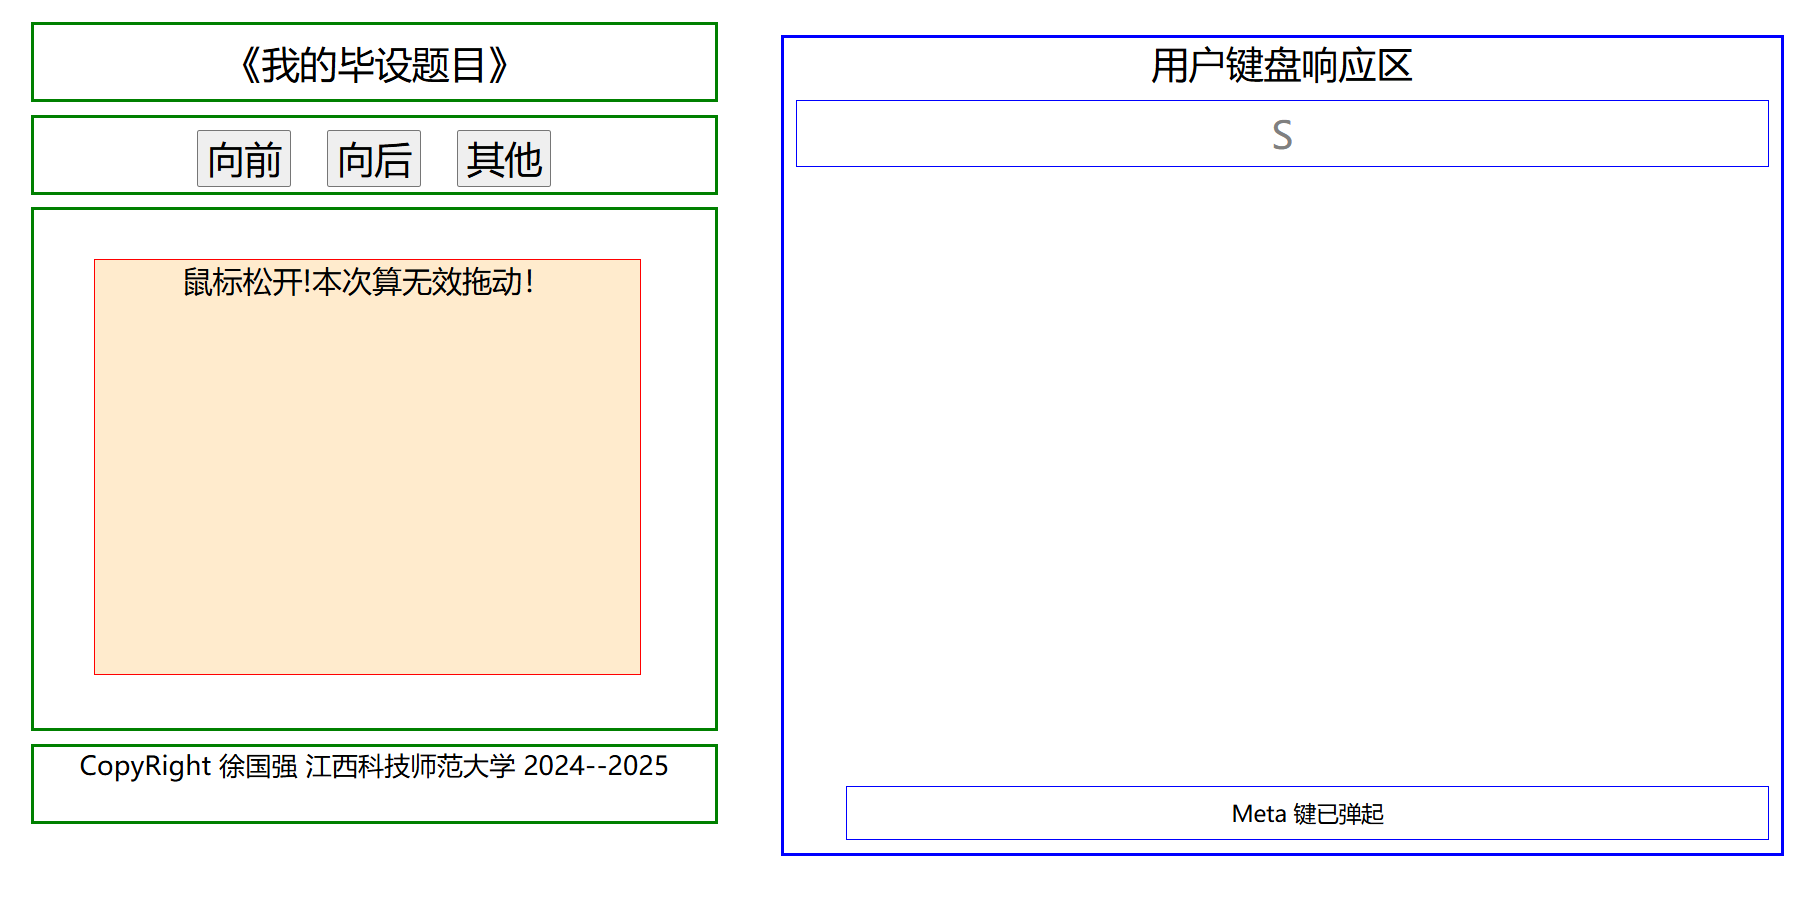 《我的毕设题目》
向前 向后 其他
鼠标松开!本次算无效拖动!
CopyRight 徐国强 江西科技师范大学 2024--2025
用户键盘响应区
S
Meta 键已弹起